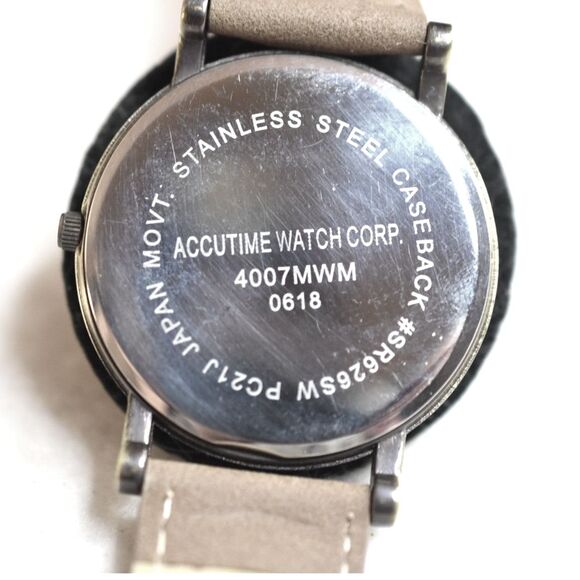 STAINLESS STEEL CASEBACK #SR626SW PC21J JAPAN MOVT.
ACCUTIME WATCH CORP.
4007MWM
0618